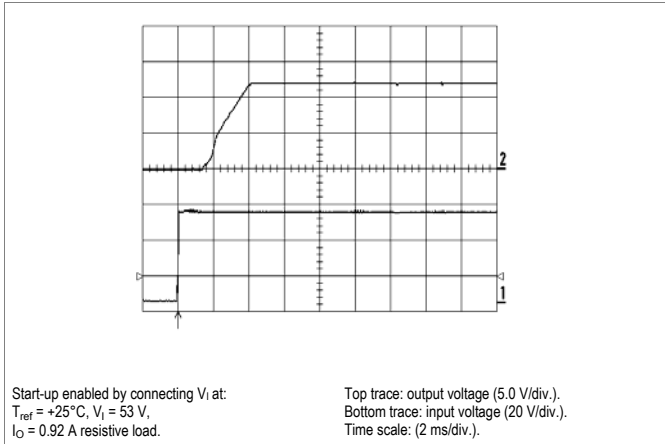 2
1
Start-up enabled by connecting VI at:
Tref = +25°C, VI = 53 V,
IO = 0.92 A resistive load.
Top trace: output voltage (5.0 V/div.).
Bottom trace: input voltage (20 V/div.).
Time scale: (2 ms/div.).